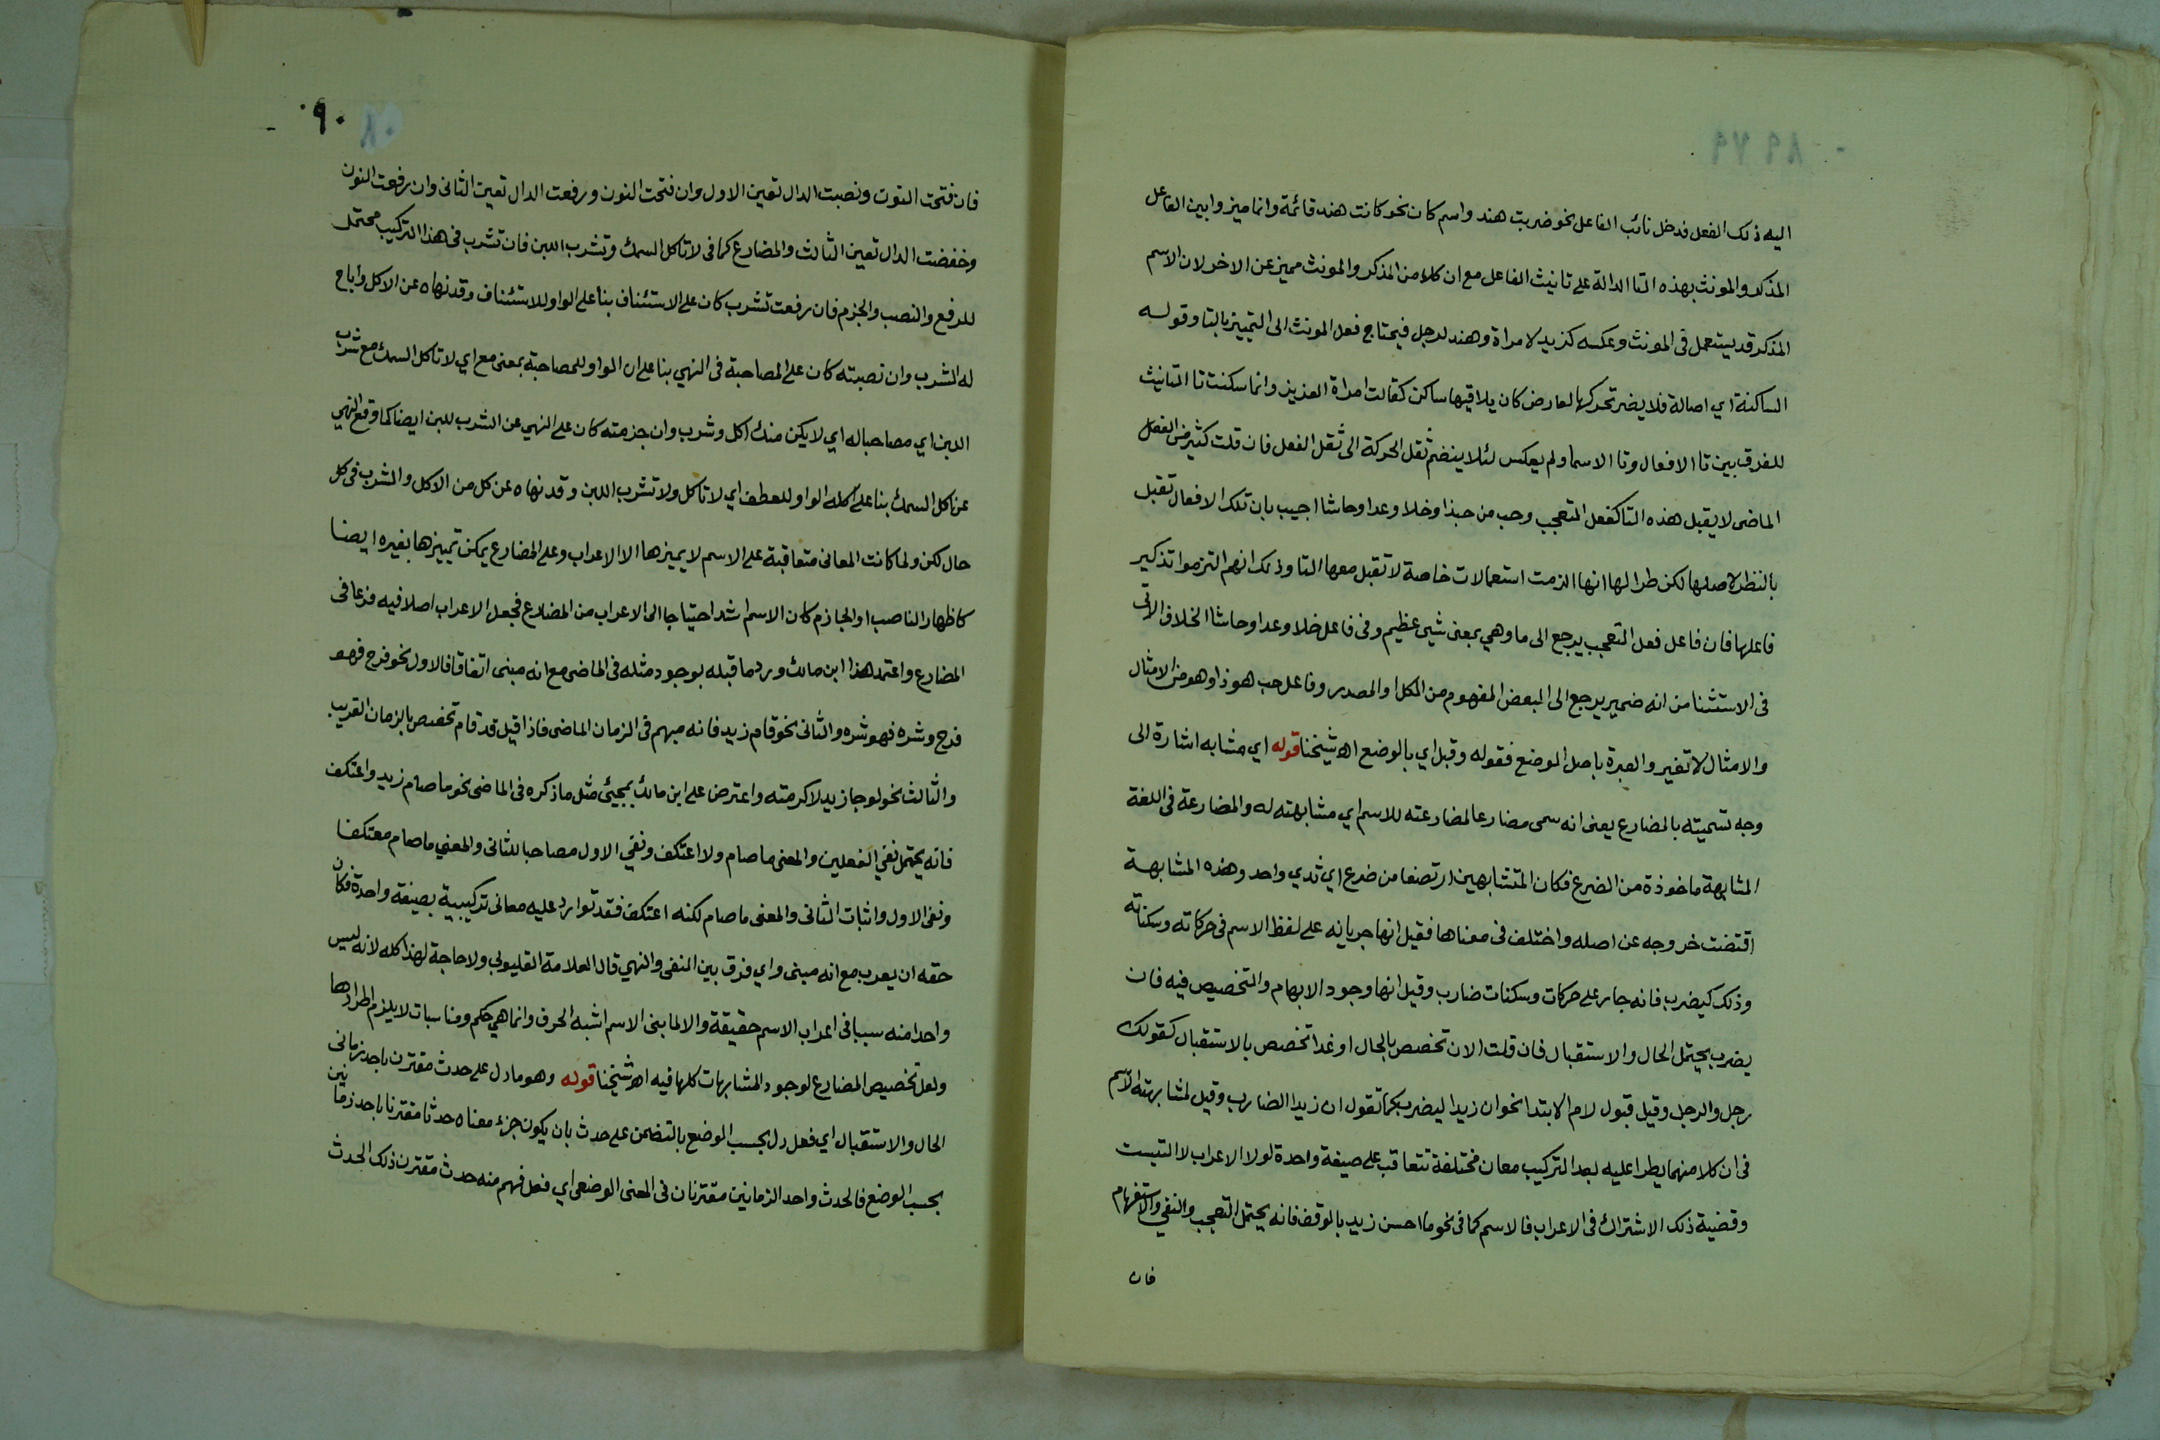 اليه ذلك الفعل فدخل نائب الفاعل نحو ضربت هند واسم كان نحو كانت هند قائمة وانما ميزوا بين الفاعل
المذكر والمونث بهذه التا الدالة على تانيث الفاعل مع ان كلا من المذكر والمونث مميز عن الاخر لان الاسم
المذكر قد يستعمل في المونث وعكسه كزيد لامراة وهند لرجل فيحتاج فعل المونث الى التمييز بالتا وقوله
الساكنة اي اصالة فلا يضر تحركها لعارض كان يلاقيها ساكن كقالت امراة العزيز وانما سكنت تا التانيث
للفرق بين تا الافعال وتا الاسما ولم يعكس لئلا ينضم ثقل الحركة الى ثقل الفعل فان قلت كثير من الفعل
الماضي لا يقبل هذه التا كفعل التعجب وحب من حبذا وخلا وعدا وحاشا اجيب بان تلك الافعال تقبل
بالنظر لاصلها لكن طرا لها انها الزمت استعمالات خاصة لا تقبل معها التا وذلك انهم التزموا تذكير
فاعلها فان فاعل فعل التعجب يرجع الى ما وهي بمعنى شيئ عظيم وفي فاعل خلا وعدا وحاشا الخلاف الاتي
في الاستثنا من انه ضمير يرجع الى البعض المفهوم من الكل او المصدر وفاعل حب هو ذا وهو من الامثال
والامثال لا تغير والعبرة باصل الموضع فقوله وقبل اي بالوضع اهـ شيخنا قوله اي مشابه اشارة الى
وجه تسميته بالمضارع يعني انه سمى مضارعا لمضارعته للاسم اي مشابهته له والمضارعة في اللغة
المشابهة ماخوذة من الضرع فكان المتشابهين ارتضعا من ضرع اي ثدي واحد وهذه المشابهة
اقتضت خروجه عن اصله واختلف في معناها فقيل انها جريانه على لفظ الاسم في حركاته وسكناته
وذلك كيضرب فانه جار على حركات وسكنات ضارب وقيل انها وجود الابهام والتخصيص فيه فان
يضرب يحتمل الحال والاستقبال فان قلت الان تخصص بالحال او غدا تخصص بالاستقبال كقولك
رجل والرجل وقيل قبول لام الابتدا نحو ان زيدا ليضرب كما تقول ان زيدا لضارب وقيل لمشابهته الاسم
في ان كلا منهما يطرا عليه بعد التركيب معان مختلفة تتعاقب على صيغة واحدة لولا الاعراب لا التبست
وقضية ذلك الاشتراك في الاعراب فالاسم كما في نحو ما احسن زيد بالوقف فانه يحتمل التعجب والنفي والاستفهام
فان
٩٠
فان فتحت النون ونصبت الدال تعين الاول وان فتحت النون ورفعت الدال تعين الثاني وان رفعت النون
وخفضت الدال تعين الثالث والمضارع كما في لا تاكل السمك وتشرب اللبن فان تشرب في هذا التركيب محتمل
للرفع والنصب والجزم فان رفعت تشرب كان على الاستئناف بنا على الواو للاستئناف وقد نهاه عن الاكل واباح
له الشرب وان نصبته كان على المصاحبة في النهي بنا على ان الواو للمصاحبة بمعنى مع اي لا تاكل السمك مع شرب
اللبن اي مصاحبا له اي لا يكن منك اكل وشرب وان جزمته كان على النهي عن الشرب للبن ايضا كما وقع النهي
عن اكل السمك بنا على كله الواو للعطف اي لا تاكل ولا تشرب اللبن وقد نهاه عن كل من الاكل والشرب في كل
حال لكن ولما كانت المعاني متعاقبة على الاسم لا يميزها الا الاعراب وعلى المضارع يمكن تمييزها بغيره ايضا
كاظهار الناصب او الجازم كان الاسم اشد احتياجا الى الاعراب من المضارع فجعل الاعراب اصلا فيه فرعا في
المضارع واعتمد هذا ابن مالك ورد ما قبله بوجود مثله في الماضي مع انه مبني اتفاقا فالاول نحو فرح فهو
فرح وشره فهو شره والثاني نحو قام زيد فانه مبهم في الزمان الماضي فاذا قيل قد قام تخصص بالزمان القريب
والثالث نحو لو جا زيد لاكرمته واعترض على ابن مالك بمجيئ مثل ما ذكره في الماضي نحو ما صام زيد واعتكف
فانه يحتمل نفي الفعلين والمعنى ما صام ولا اعتكف ونفي الاول مصاحبا للثاني والمعنى ما صام معتكفا
ونفى الاول واثبات الثاني والمعنى ما صام لكنه اعتكف فقد توارد عليه معاني تركيبية بصيغة واحدة فكان
حقه ان يعرب مع انه مبني واي فرق بين المنفى والنهي قال العلامة القليوبي ولا حاجة لهذا كله لانه ليس
واحد منه سببا في اعراب الاسم حقيقة والا لما بنى الاسم اشبه الحرف وانما هي حكم ومناسبات لا يلزم اطرادها
ولعل تخصيص المضارع لوجود المشابهات كلها فيه اهـ شيخنا قوله وهو ما دل على حدث مقترن باحد زماني
الحال والاستقبال اي فعل دل بحسب الوضع بالتضمن على حدث بان يكون جزء معناه حدثا مقترنا باحد زمانين
بحسب الوضع فالحدث واحد الزمانين مقترنان في المعنى الوضعي اي فعل فهم منه حدث مقترن ذلك الحدث